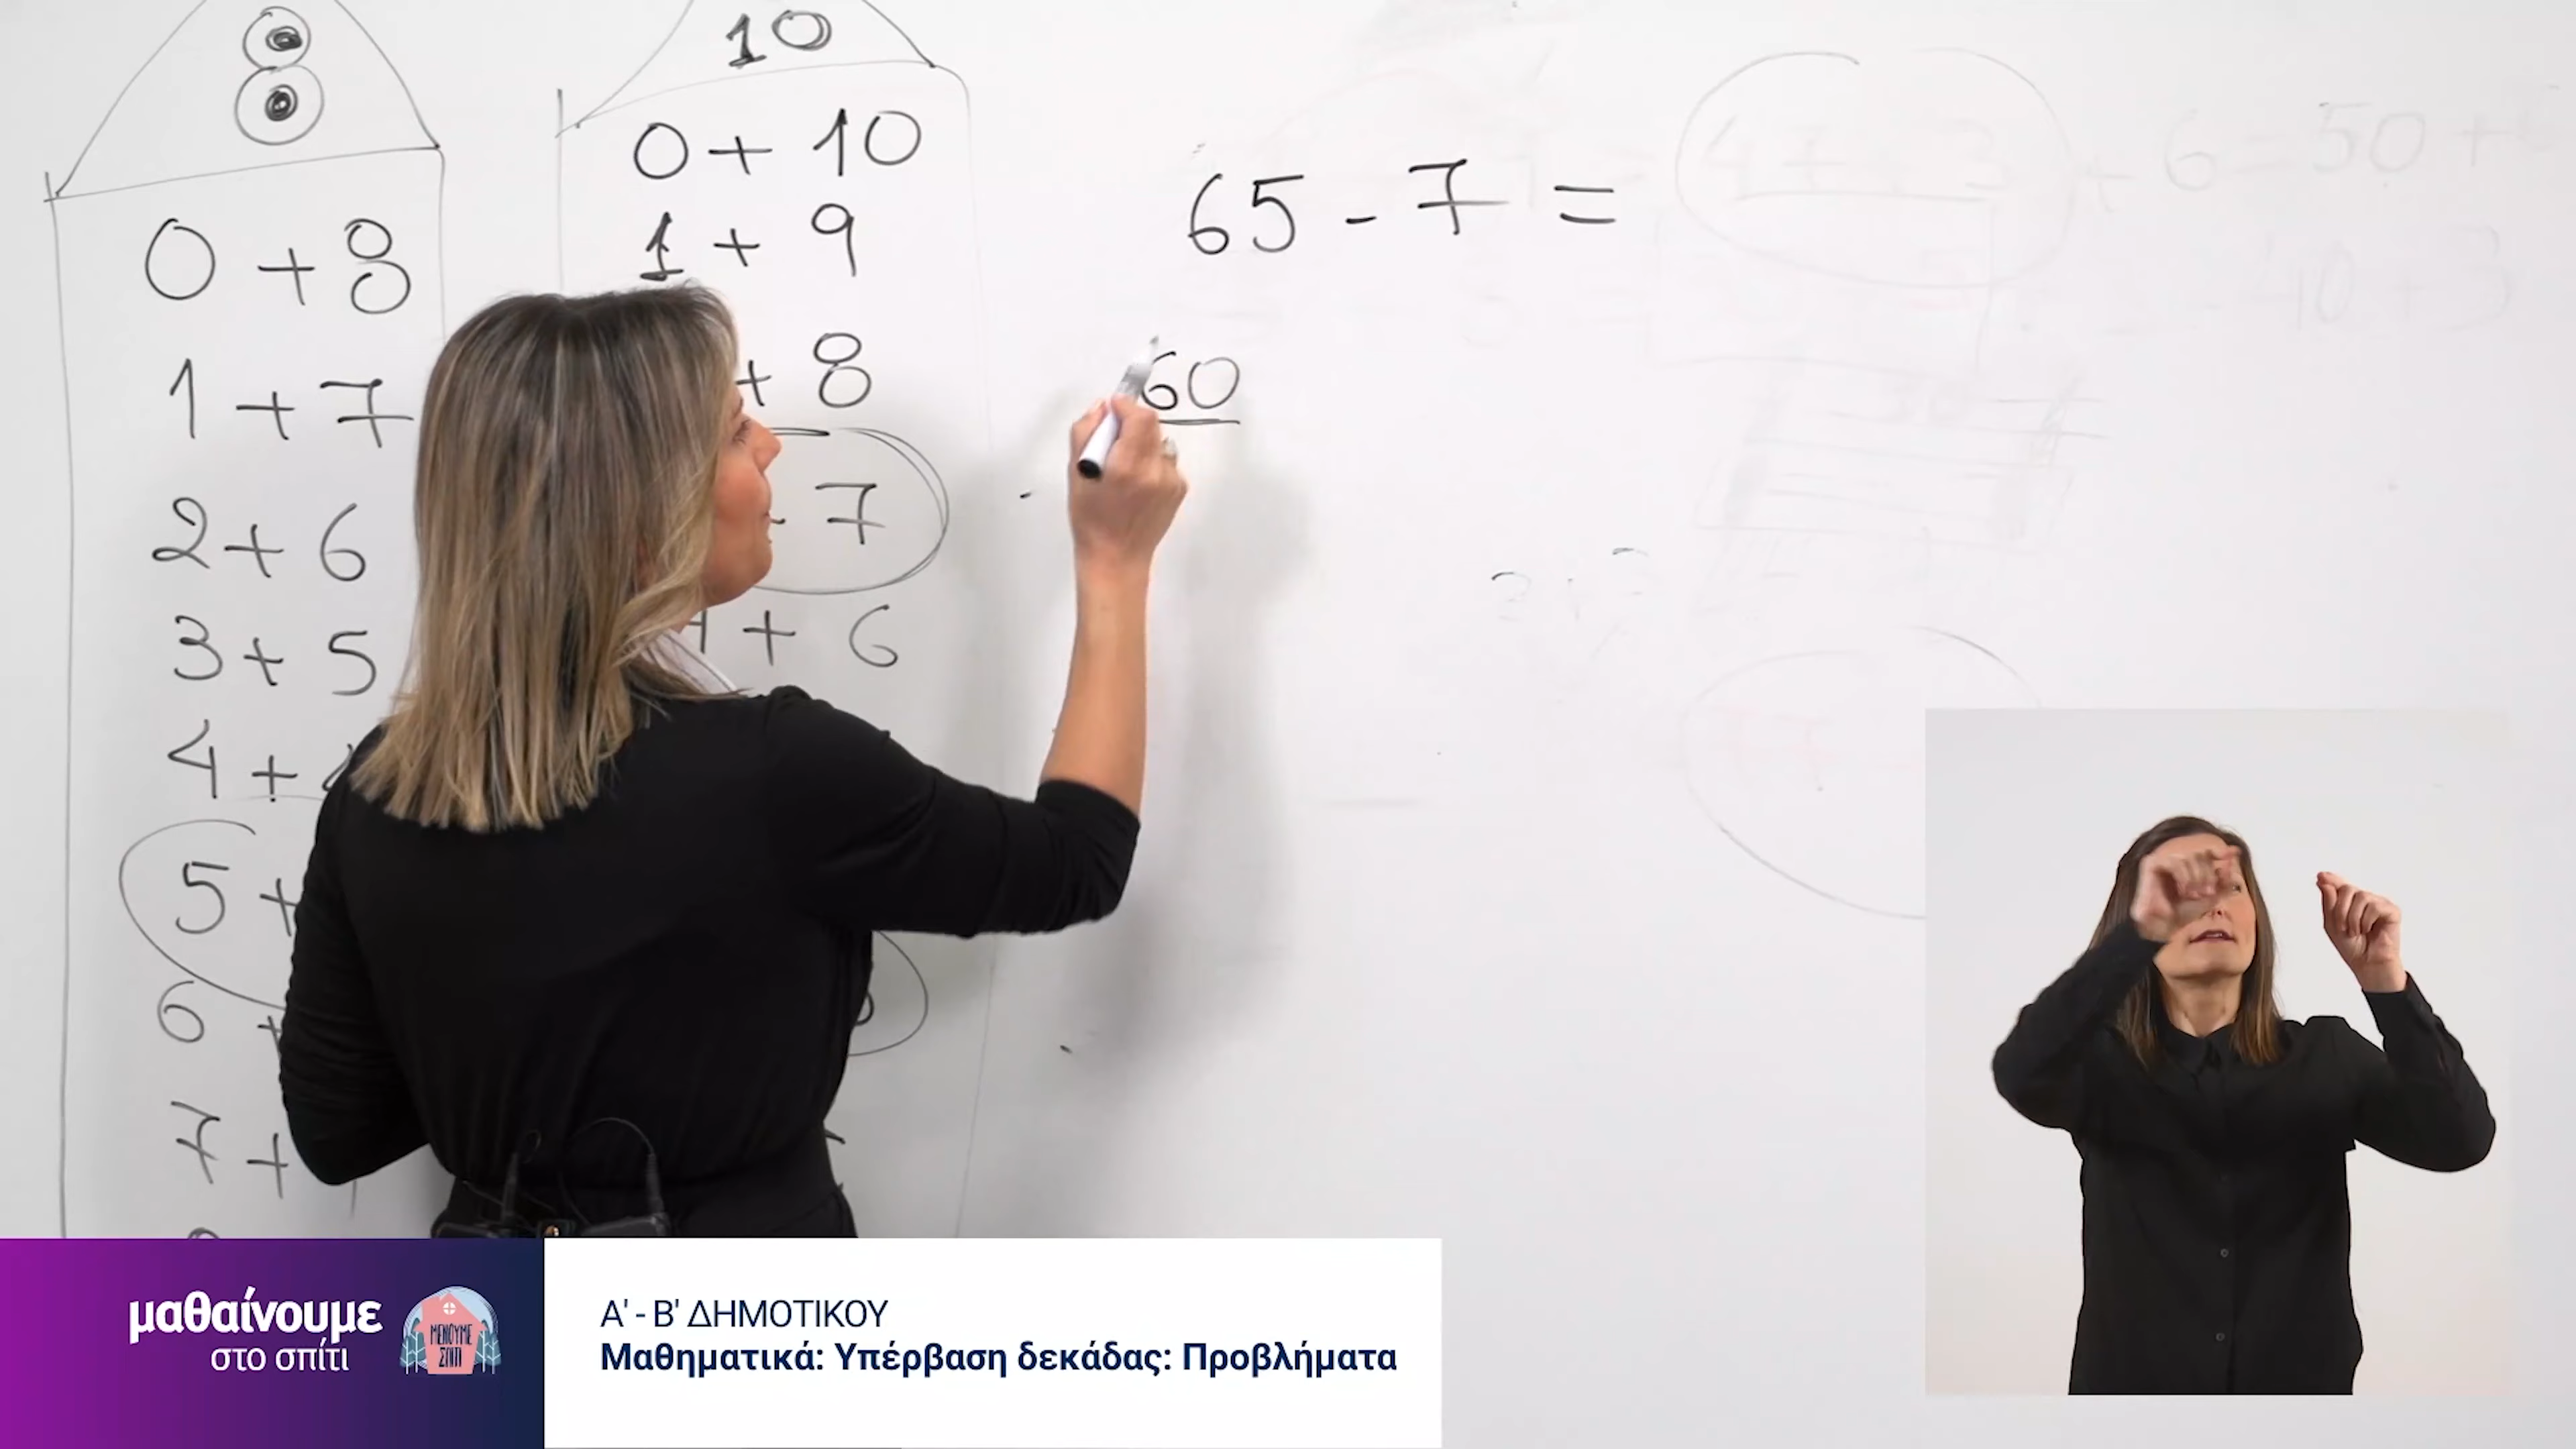 8
0 + 8
1 + 7
2 + 6
3 + 5
4 +
5 +
6 +
7 +
10
0 + 10
1 + 9
+ 8
7
+ 6
65 - 7 =
60
μαθαίνουμε
στο σπίτι
ΜΕΝΟΥΜΕ
ΣΠΙΤΙ
Α' - Β' ΔΗΜΟΤΙΚΟΥ
Μαθηματικά: Υπέρβαση δεκάδας: Προβλήματα